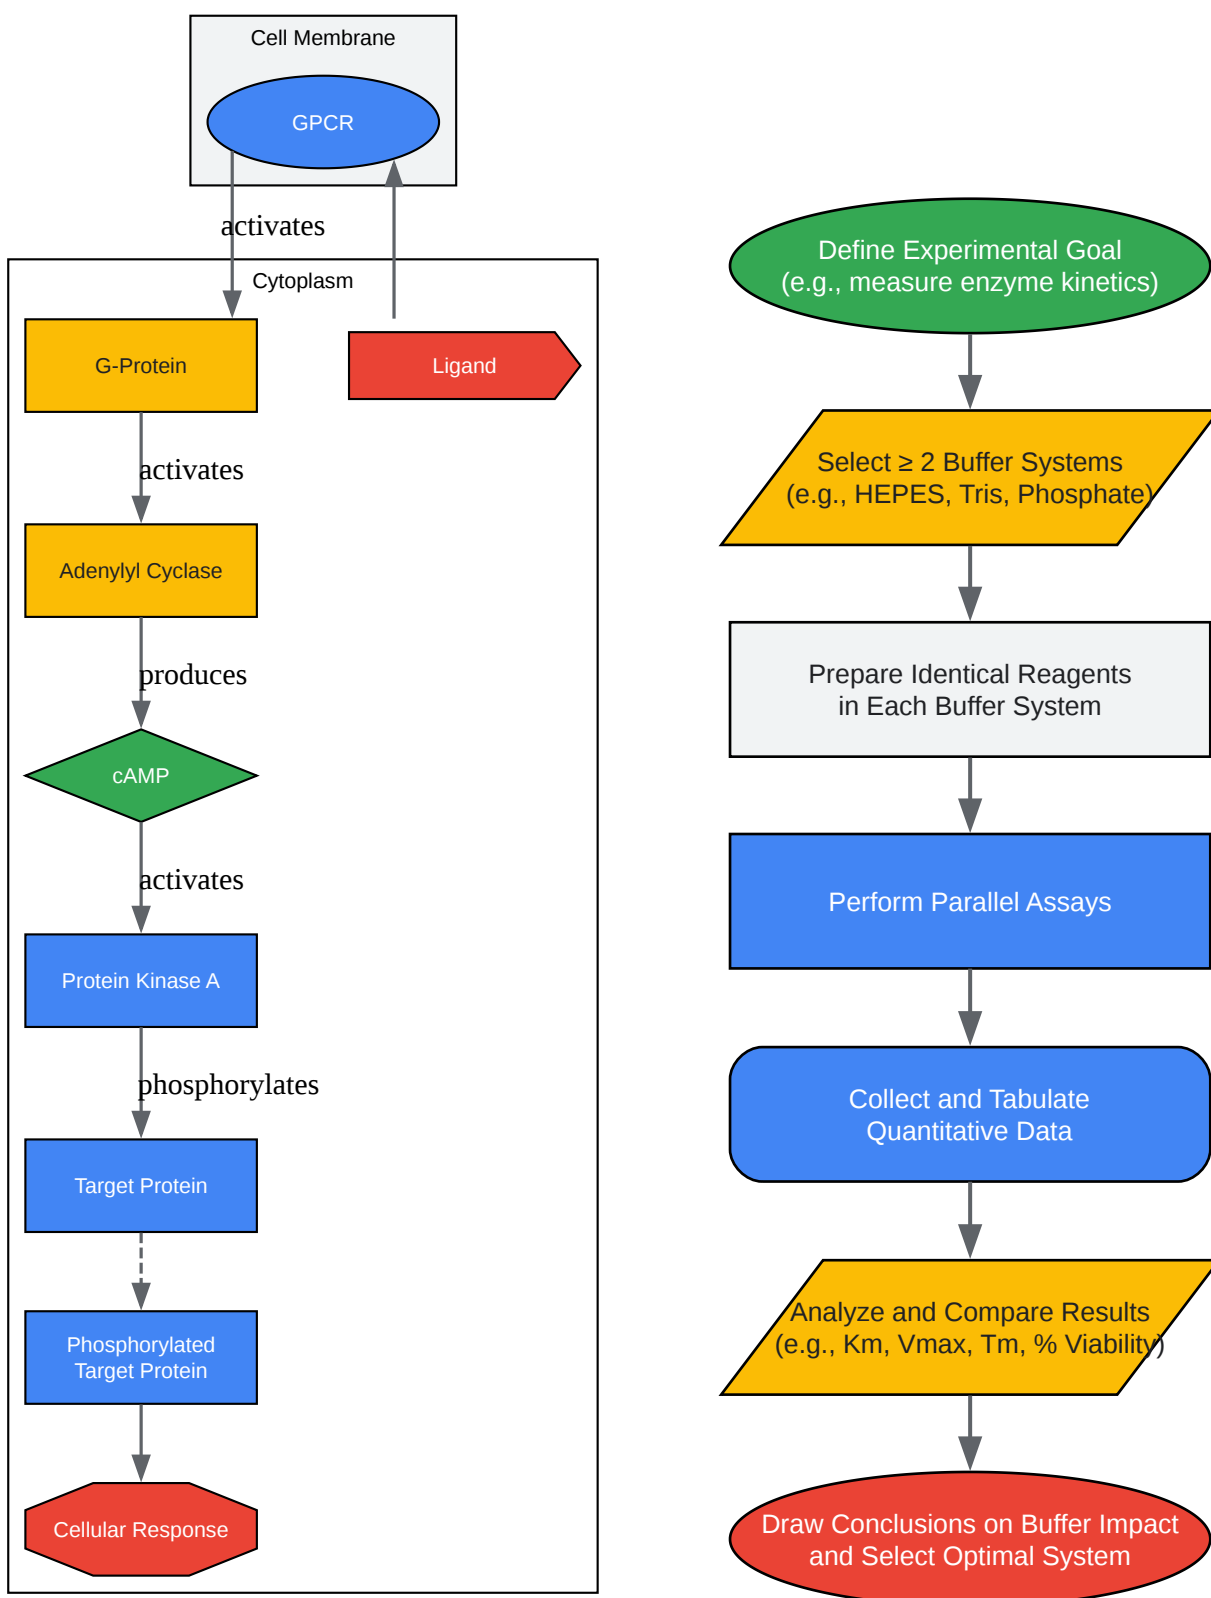 Cell Membrane
GPCR
activates
Cytoplasm
G-Protein
Ligand
activates
Adenylyl Cyclase
produces
cAMP
activates
Protein Kinase A
phosphorylates
Target Protein
Phosphorylated
Target Protein
Cellular Response
Define Experimental Goal
(e.g., measure enzyme kinetics)
Select ≥ 2 Buffer Systems
(e.g., HEPES, Tris, Phosphate)
Prepare Identical Reagents
in Each Buffer System
Perform Parallel Assays
Collect and Tabulate
Quantitative Data
Analyze and Compare Results
(e.g., Km, Vmax, Tm, % Viability)
Draw Conclusions on Buffer Impact
and Select Optimal System